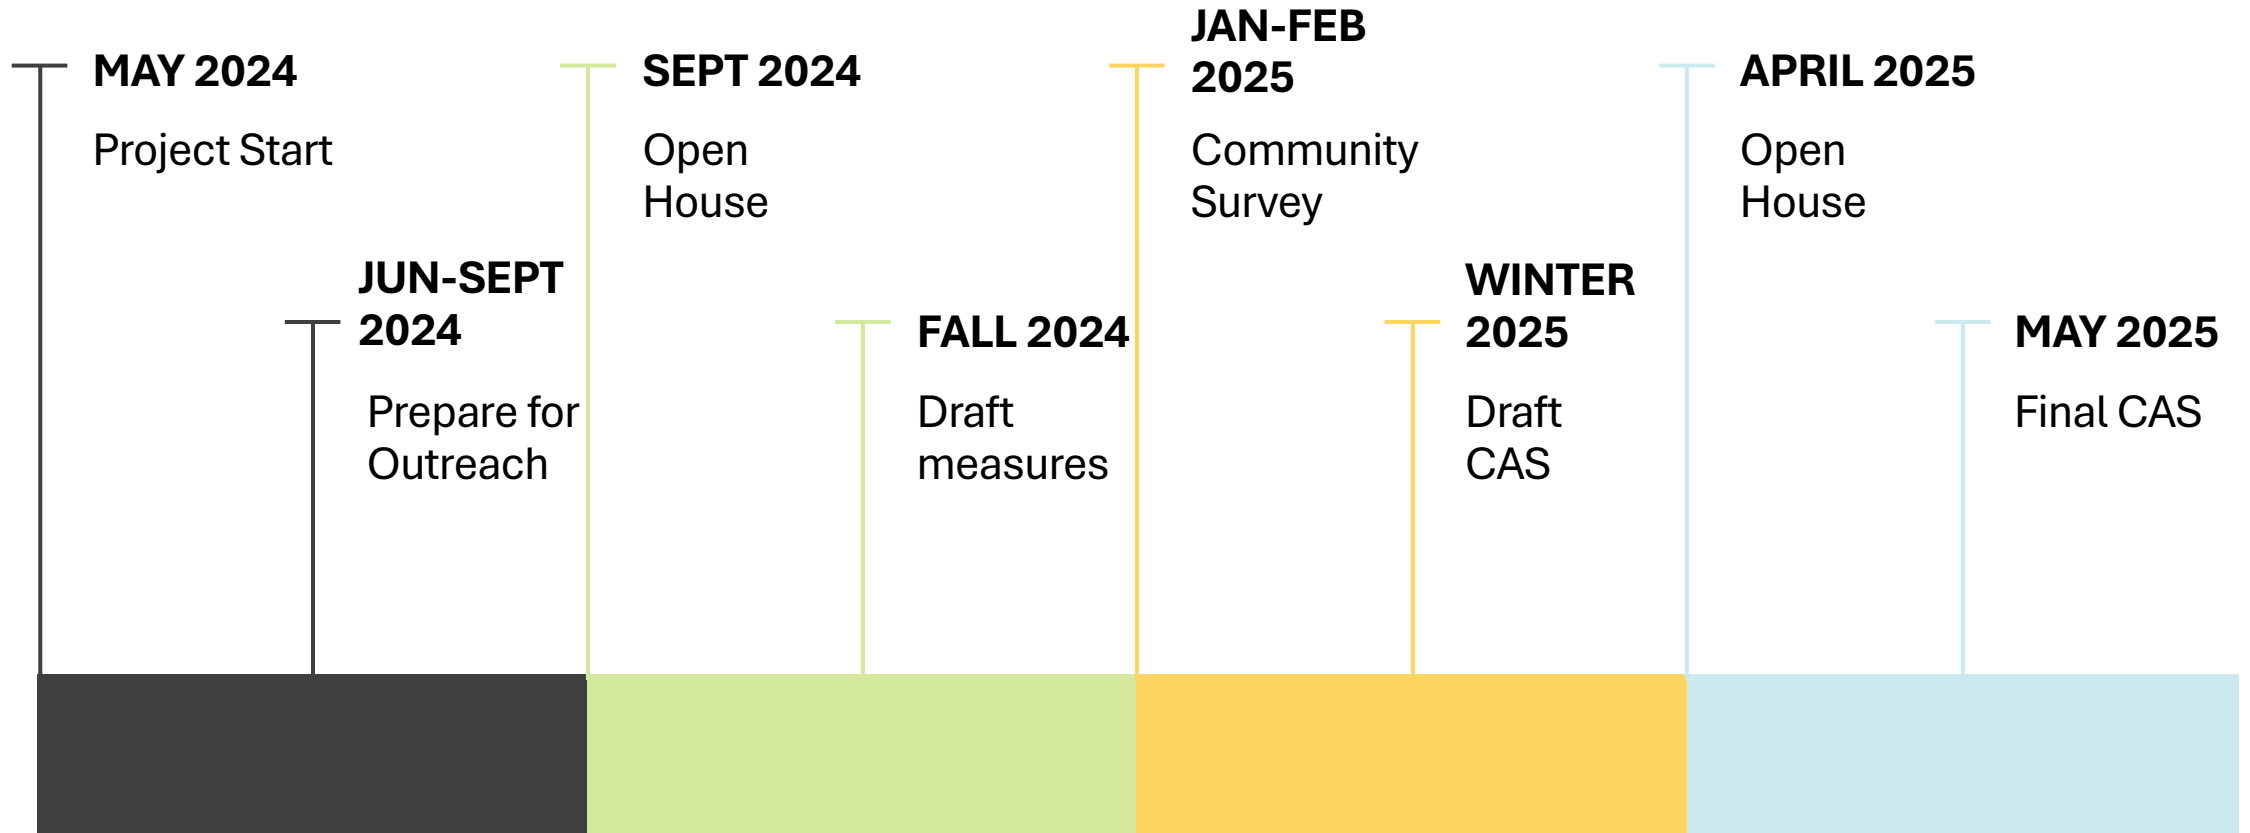 MAY 2024
Project Start
JUN-SEPT
2024
Prepare for
Outreach
SEPT 2024
Open
House
FALL 2024
Draft
measures
JAN-FEB
2025
Community
Survey
WINTER
2025
Draft
CAS
APRIL 2025
Open
House
MAY 2025
Final CAS